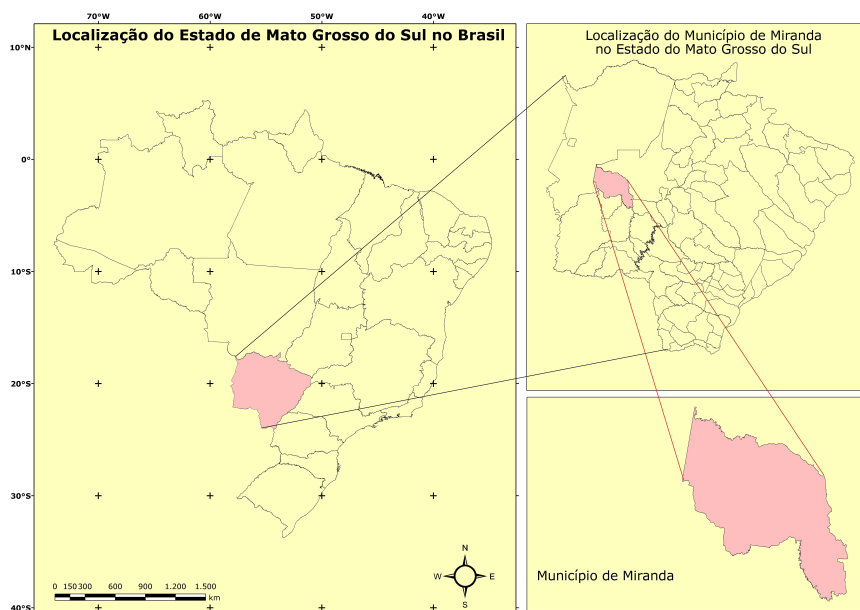 70°W 60°W 50°W 40°W
Localização do Estado de Mato Grosso do Sul no Brasil
10°N
0°
10°S
20°S
30°S
40°S
0 150 300 600 900 1.200 1.500
km
N
W E
S
Localização do Município de Miranda
no Estado do Mato Grosso do Sul
Município de Miranda